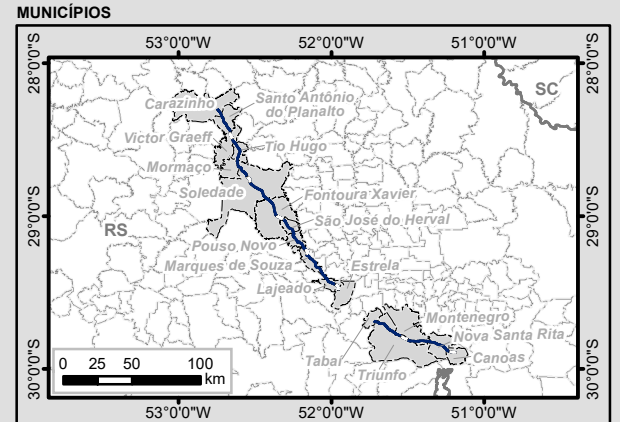 MUNICÍPIOS
53°0'0"W 52°0'0"W 51°0'0"W
28°0'0"S
28°0'0"S
SC
Carazinho
Santo Antônio
do Planalto
Victor Graeff
Tio Hugo
Mormaço
Soledade
Fontoura Xavier
29°0'0"S
29°0'0"S
São José do Herval
RS
Pouso Novo
Marques de Souza
Estrela
Lajeado
Montenegro
Nova Santa Rita
Canoas
Tabaí
Triunfo
30°0'0"S
30°0'0"S
0 25 50 100
km
53°0'0"W 52°0'0"W 51°0'0"W